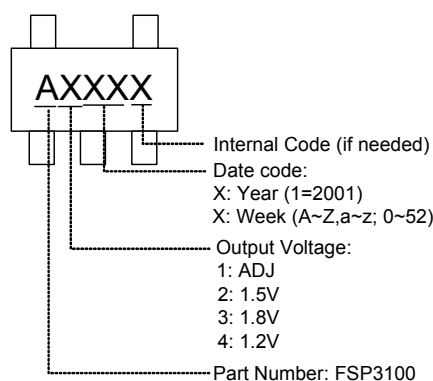 AXXXX
Internal Code (if needed)
Date code:
X: Year (1=2001)
X: Week (A~Z,a~z; 0~52)
Output Voltage:
1: ADJ
2: 1.5V
3: 1.8V
4: 1.2V
Part Number: FSP3100